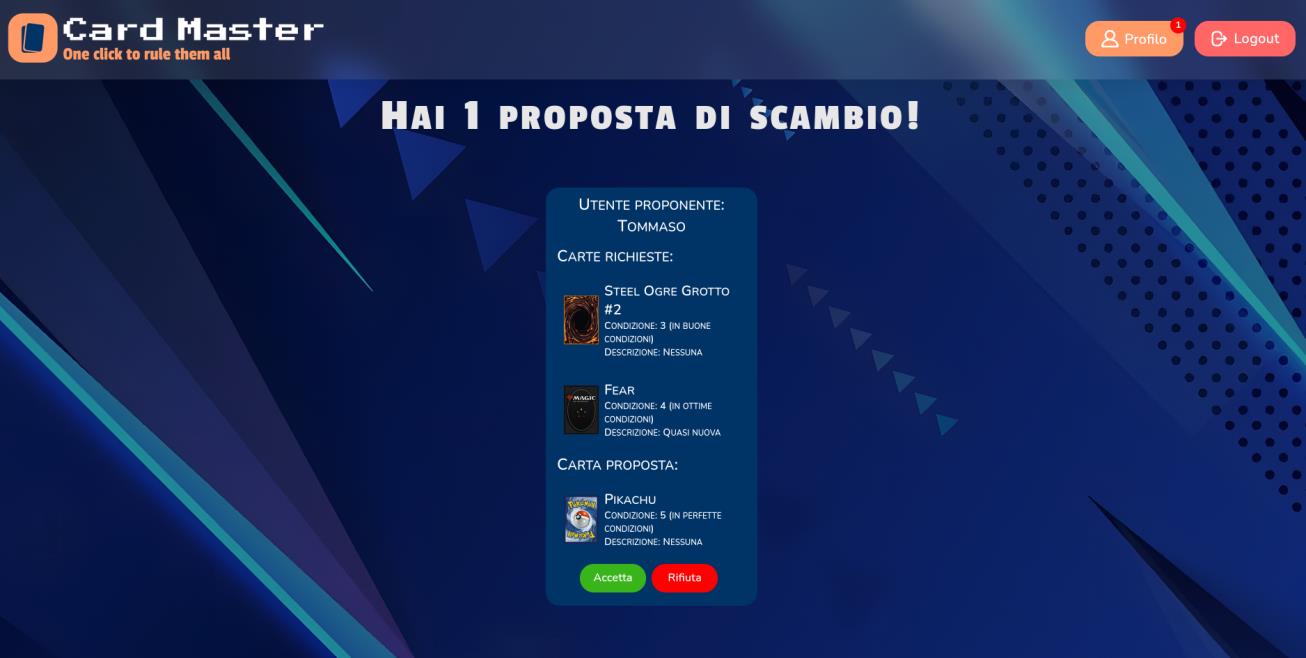 Card Master
One click to rule them all
Profilo
1
Logout
Hai 1 proposta di scambio!
Utente proponente:
Tommaso
Carte richieste:
Steel Ogre Grotto
#2
Condizione: 3 (in buone
condizioni)
Descrizione: Nessuna
MAGIC
Fear
Condizione: 4 (in ottime
condizioni)
Descrizione: Quasi nuova
Carta proposta:
Pikachu
Condizione: 5 (in perfette
condizioni)
Descrizione: Nessuna
Accetta
Rifiuta